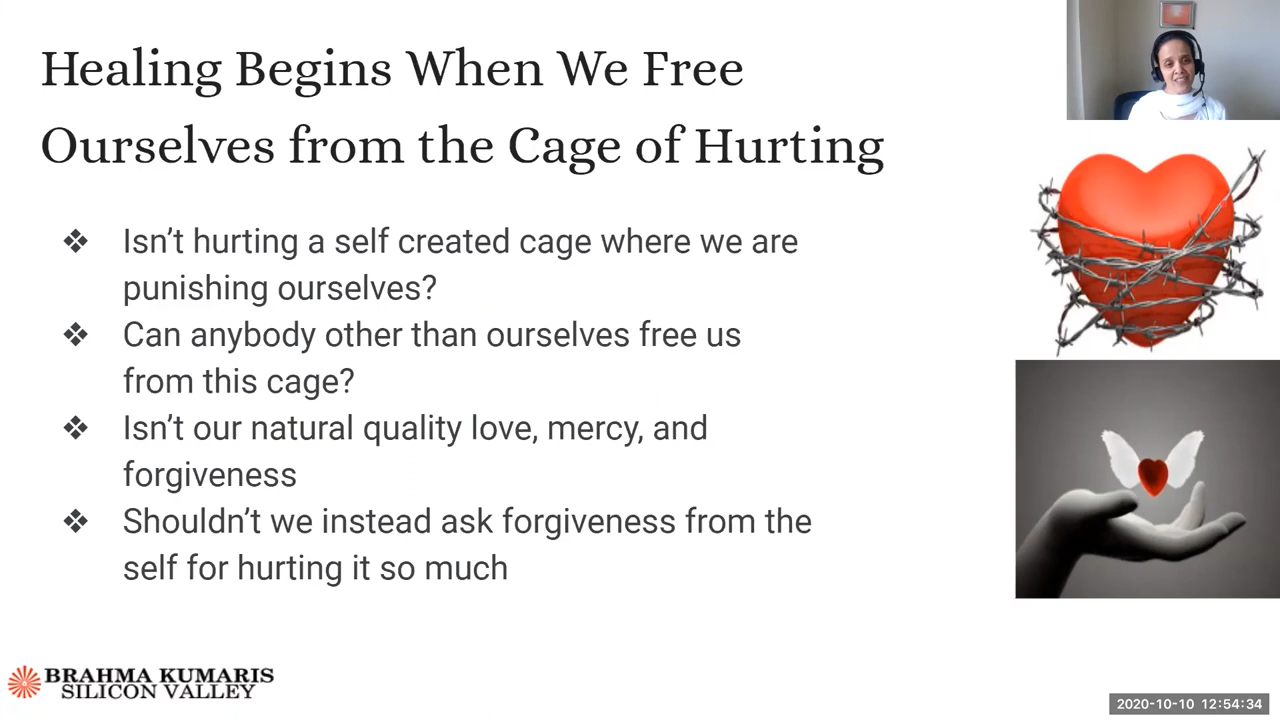 Healing Begins When We Free
Ourselves from the Cage of Hurting
❖ Isn't hurting a self created cage where we are
punishing ourselves?
❖ Can anybody other than ourselves free us
from this cage?
❖ Isn't our natural quality love, mercy, and
forgiveness
❖ Shouldn't we instead ask forgiveness from the
self for hurting it so much
BRAHMA KUMARIS
SILICON VALLEY
2020-10-10 12:54:34